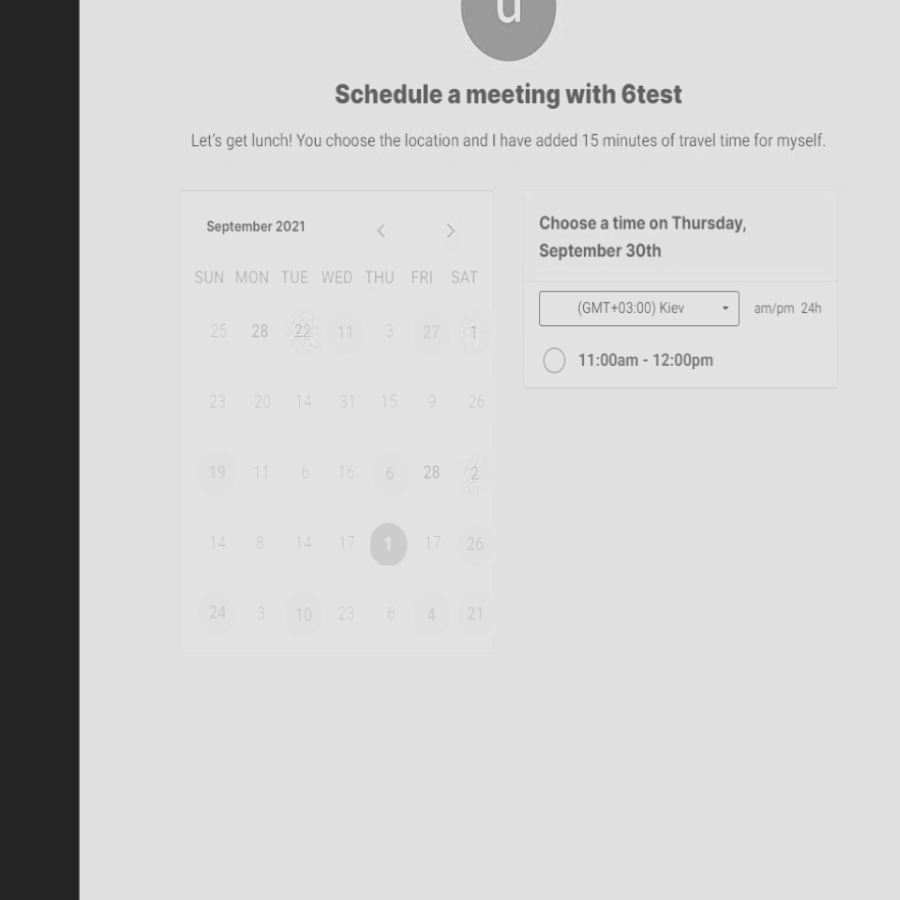 u
Schedule a meeting with 6test
Let's get lunch! You choose the location and I have added 15 minutes of travel time for myself.
September 2021
SUN MON TUE WED THU FRI SAT
25 28 22 11 3 27 1
23 20 14 31 15 9 26
19 11 6 16 6 28 2
14 8 14 17 1 17 26
24 3 10 23 6 4 21
Choose a time on Thursday,
September 30th
(GMT+03:00) Kiev am/pm 24h
11:00am - 12:00pm